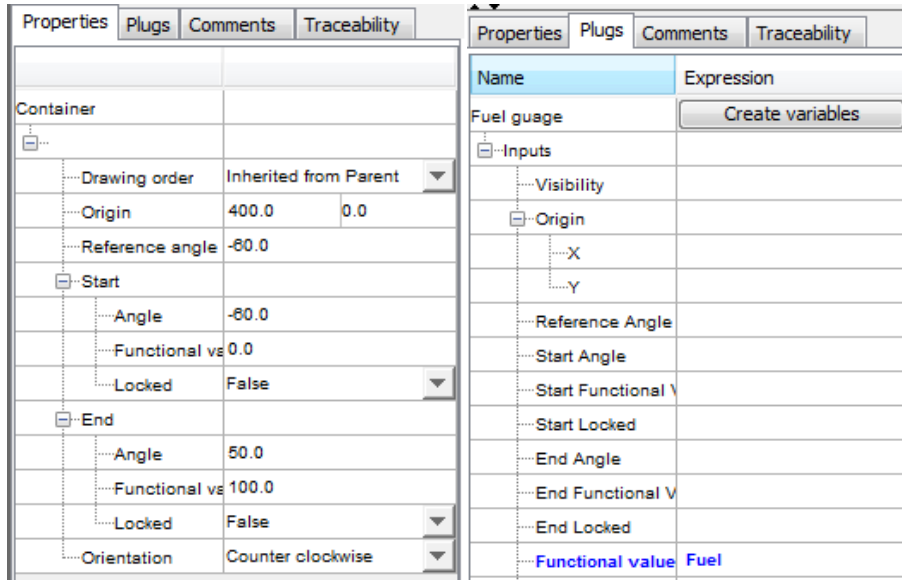 Properties Plugs Comments Traceability
Container
Drawing order Inherited from Parent
Origin 400.0 0.0
Reference angle -60.0
Start
Angle -60.0
Functional va 0.0
Locked False
End
Angle 50.0
Functional va 100.0
Locked False
Orientation Counter clockwise
Properties Plugs Comments Traceability
Name Expression
Fuel guage Create variables
Inputs
Visibility
Origin
X
Y
Reference Angle
Start Angle
Start Functional V
Start Locked
End Angle
End Functional V
End Locked
Functional value Fuel